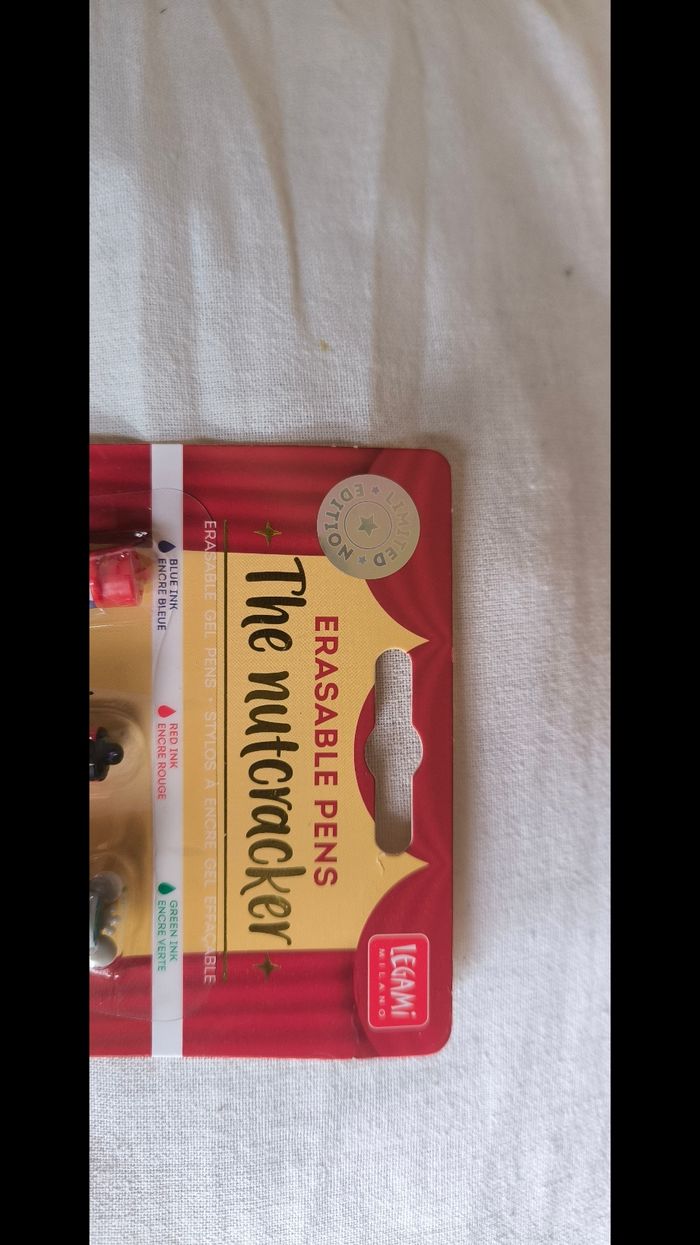 LIMITED EDITION
LEGAMI
MILANO
ERASABLE PENS
The nutcracker
ERASABLE GEL PENS • STYLOS À ENCRE GEL EFFAÇABLE
BLUE INK
ENCRE BLEUE
RED INK
ENCRE ROUGE
GREEN INK
ENCRE VERTE